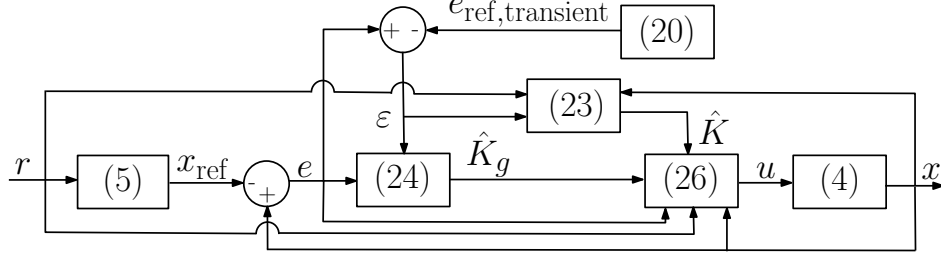 e_ref,transient
+ -
(20)
(23)
ε
K̂
K̂_g
r
(5)
x_ref
-
+
e
(24)
(26)
u
(4)
x